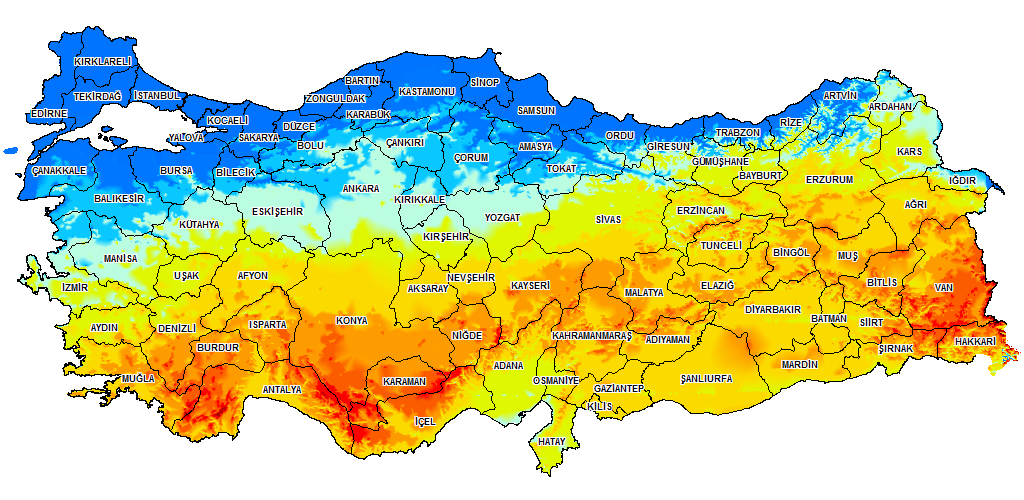 KIRKLARELİ
TEKİRDAĞ
İSTANBUL
EDİRNE
KOCAELİ
YALOVA
SAKARYA
DÜZCE
ZONGULDAK
BARTIN
KARABÜK
KASTAMONU
SİNOP
SAMSUN
ORDU
GİRESUN
TRABZON
RİZE
ARTVİN
ARDAHAN
ÇANAKKALE
BURSA
BİLECİK
BOLU
ÇANKIRI
ÇORUM
AMASYA
TOKAT
GÜMÜŞHANE
BAYBURT
ERZURUM
KARS
IĞDIR
BALIKESİR
KÜTAHYA
ESKİŞEHİR
ANKARA
KIRIKKALE
YOZGAT
SİVAS
ERZİNCAN
AĞRI
MANİSA
UŞAK
AFYON
KIRŞEHİR
NEVŞEHİR
AKSARAY
KAYSERİ
MALATYA
TUNCELİ
ELAZIĞ
BİNGÖL
MUŞ
BİTLİS
VAN
İZMİR
AYDIN
DENİZLİ
ISPARTA
BURDUR
KONYA
NİĞDE
KAHRAMANMARAŞ
ADIYAMAN
DİYARBAKIR
BATMAN
SİİRT
ŞIRNAK
HAKKARİ
MUĞLA
ANTALYA
KARAMAN
İÇEL
ADANA
OSMANİYE
GAZİANTEP
KİLİS
ŞANLIURFA
MARDİN
HATAY